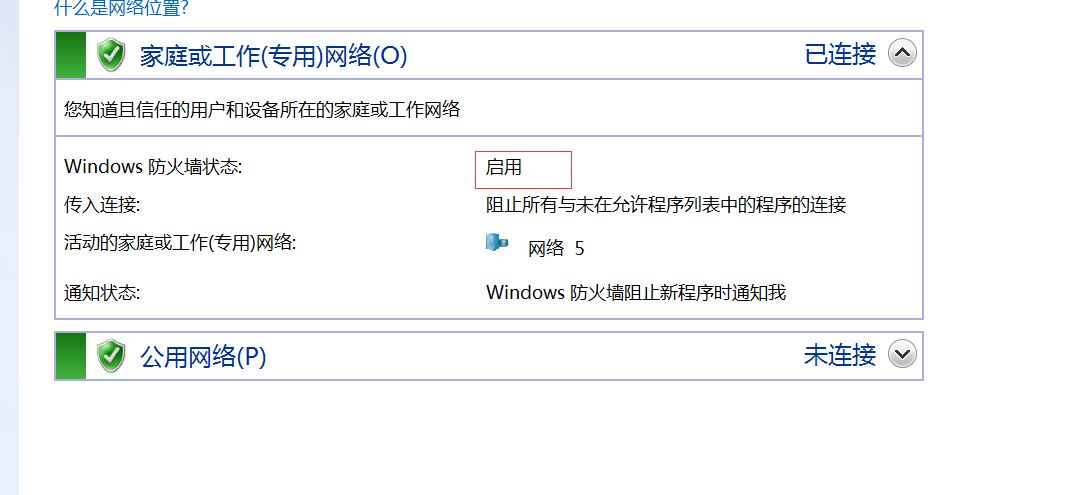 什么是网络位置?
家庭或工作(专用)网络(O) 已连接
您知道且信任的用户和设备所在的家庭或工作网络
Windows 防火墙状态: 启用
传入连接: 阻止所有与未在允许程序列表中的程序的连接
活动的家庭或工作(专用)网络: 网络 5
通知状态: Windows 防火墙阻止新程序时通知我
公用网络(P) 未连接